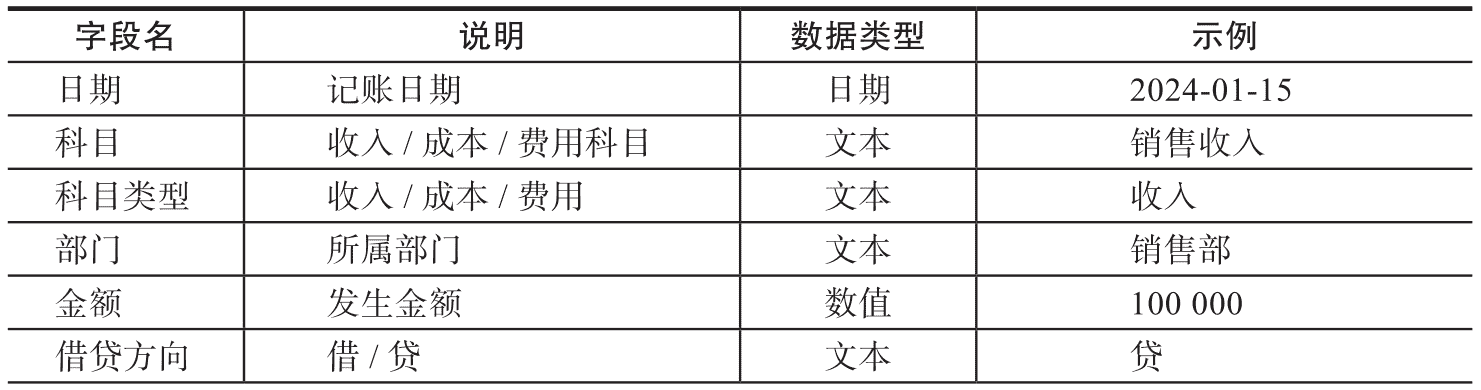 字段名 说明 数据类型 示例
日期 记账日期 日期 2024-01-15
科目 收入 / 成本 / 费用科目 文本 销售收入
科目类型 收入 / 成本 / 费用 文本 收入
部门 所属部门 文本 销售部
金额 发生金额 数值 100 000
借贷方向 借 / 贷 文本 贷